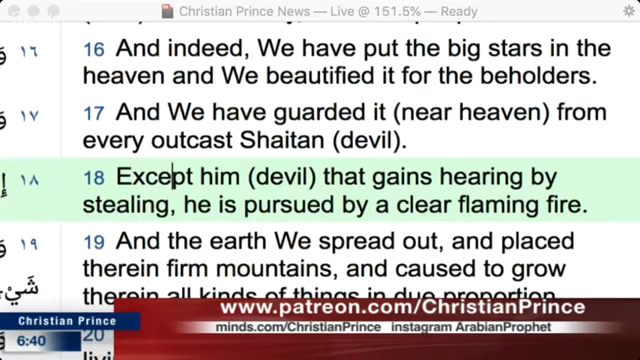 Christian Prince News — Live @ 151.5% — Ready
16 And indeed, We have put the big stars in the
heaven and We beautified it for the beholders.
١٦
17 And We have guarded it (near heaven) from
every outcast Shaitan (devil).
١٧
18 Except him (devil) that gains hearing by
stealing, he is pursued by a clear flaming fire.
١٨
19 And the earth We spread out, and placed
therein firm mountains, and caused to grow
therein all kinds of things in due proportion
١٩
20
www.patreon.com/ChristianPrince
minds.com/ChristianPrince instagram ArabianProphet
Christian Prince
6:40